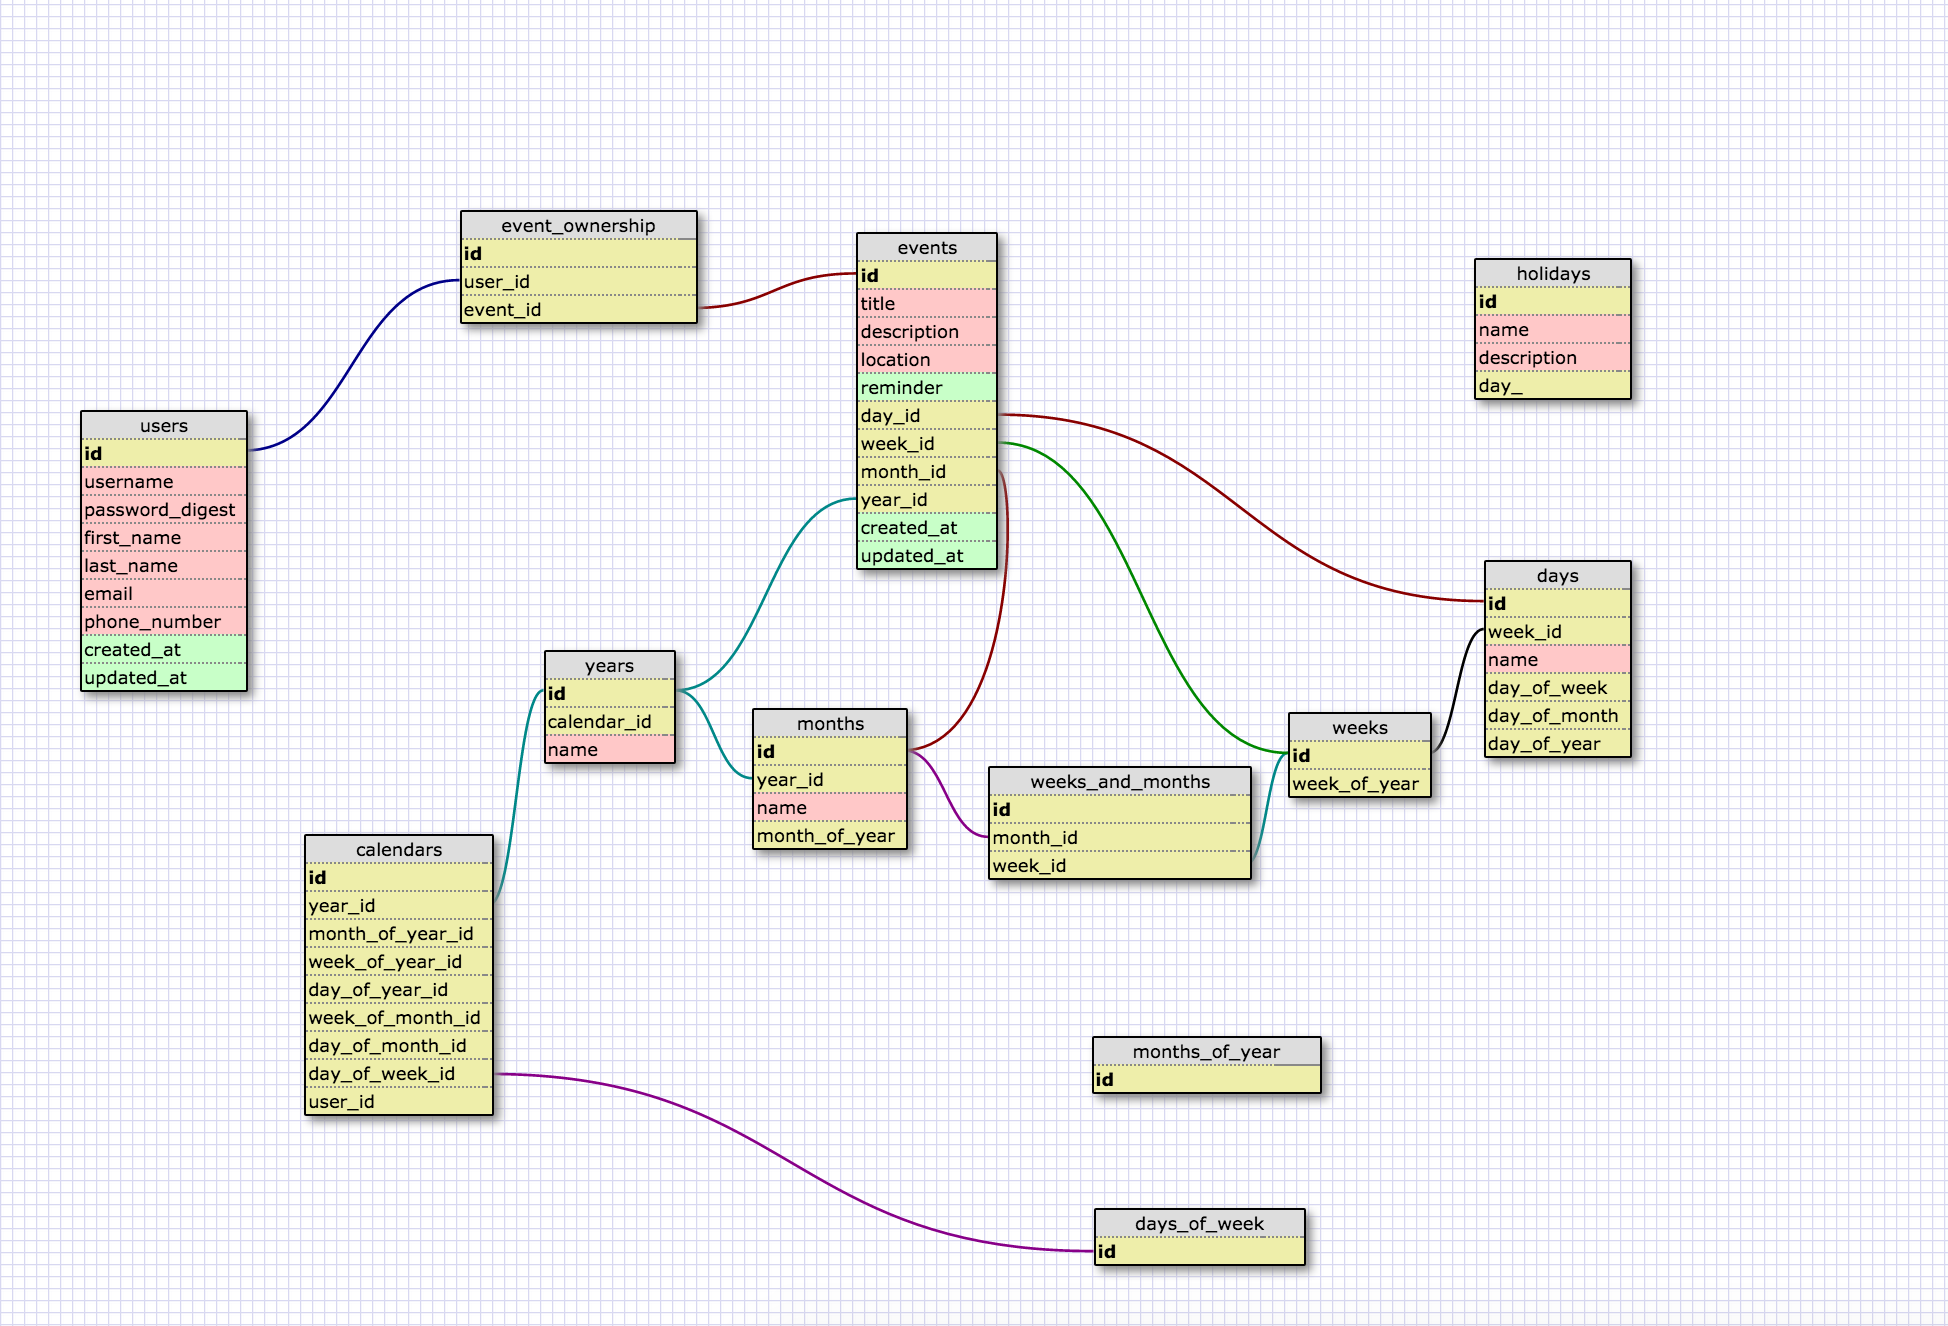 event_ownership
id
user_id
event_id
events
id
title
description
location
reminder
day_id
week_id
month_id
year_id
created_at
updated_at
holidays
id
name
description
day_
users
id
username
password_digest
first_name
last_name
email
phone_number
created_at
updated_at
days
id
week_id
name
day_of_week
day_of_month
day_of_year
years
id
calendar_id
name
months
id
year_id
name
month_of_year
weeks
id
week_of_year
weeks_and_months
id
month_id
week_id
calendars
id
year_id
month_of_year_id
week_of_year_id
day_of_year_id
week_of_month_id
day_of_month_id
day_of_week_id
user_id
months_of_year
id
days_of_week
id